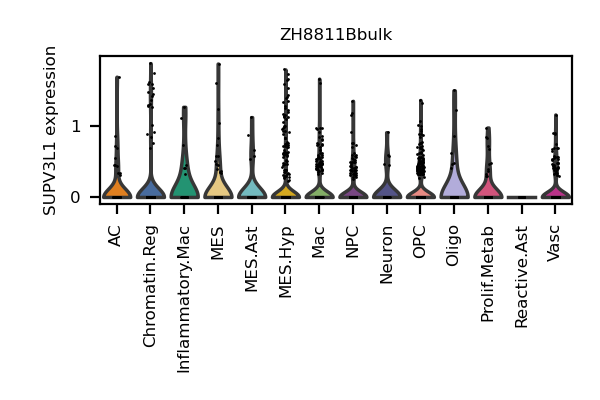 ZH8811Bbulk
SUPV3L1 expression
1
0
AC
Chromatin.Reg
Inflammatory.Mac
MES
MES.Ast
MES.Hyp
Mac
NPC
Neuron
OPC
Oligo
Prolif.Metab
Reactive.Ast
Vasc